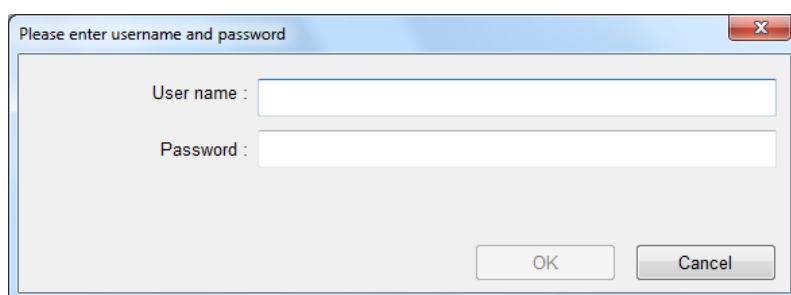 Please enter username and password
User name :
Password :
OK Cancel